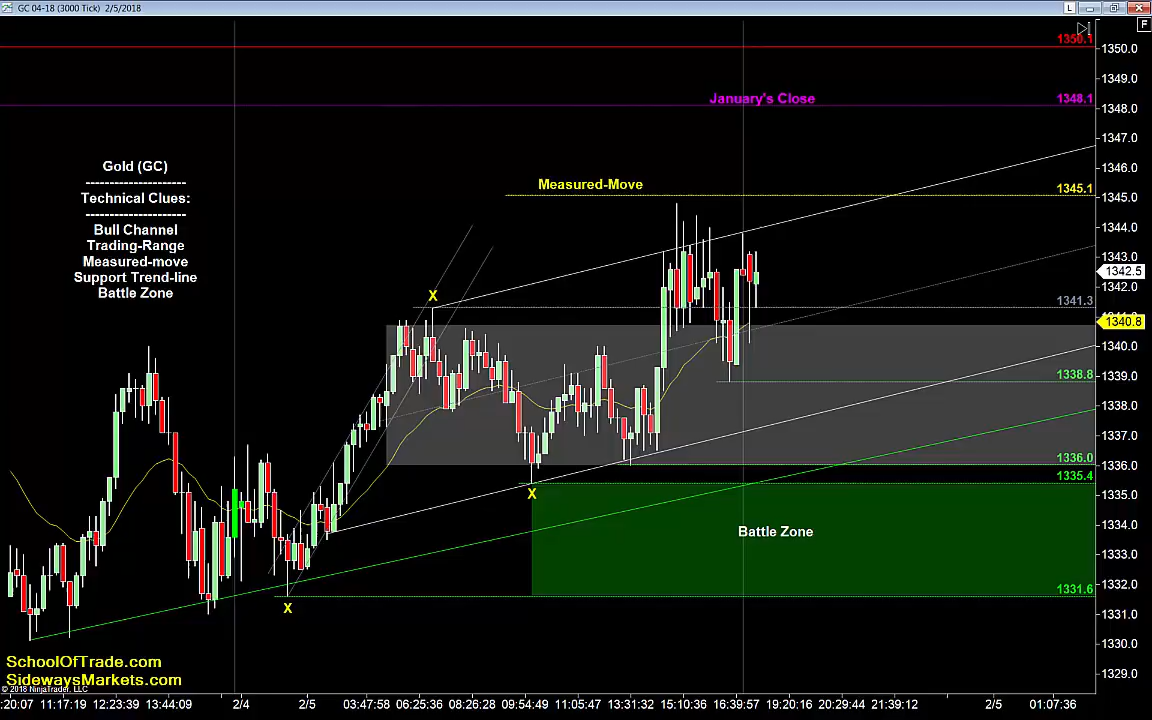 GC 04-18 (3000 Tick) 2/5/2018
L
F
1350.1
1350.0
1349.0
January's Close
1348.1
1348.0
1347.0
Gold (GC)
---------------------
Technical Clues:
---------------------
Bull Channel
Trading-Range
Measured-move
Support Trend-line
Battle Zone
1346.0
Measured-Move
1345.1
1345.0
1344.0
1343.0
1342.5
1342.0
X
1341.3
1340.8
1340.0
1339.0
1338.8
1338.0
1337.0
1336.0
1336.0
1335.4
1335.0
X
Battle Zone
1334.0
1333.0
1332.0
1331.6
X
1331.0
1330.0
1329.0
SchoolOfTrade.com
SidewaysMarkets.com
© 2018 NinjaTrader, LLC
:20:07 11:17:19 12:23:39 13:44:09 2/4 2/5 03:47:58 06:25:36 08:26:28 09:54:49 11:05:47 13:31:32 15:10:36 16:39:57 19:20:16 20:29:44 21:39:12 2/5 01:07:36